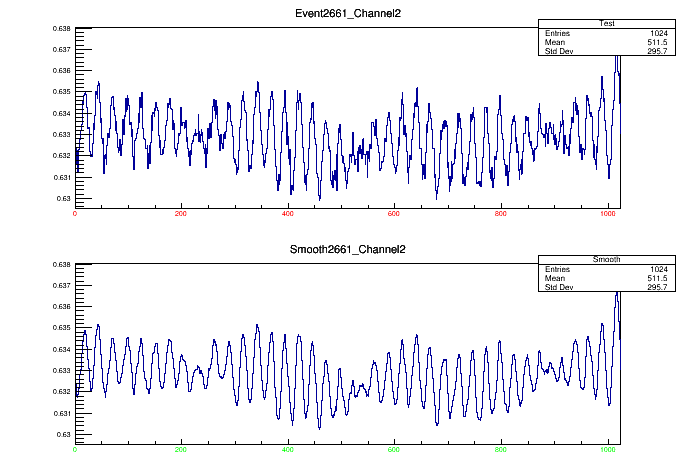 Event2661_Channel2
Test
Entries 1024
Mean 511.5
Std Dev 295.7
0.638
0.637
0.636
0.635
0.634
0.633
0.632
0.631
0.63
0 200 400 600 800 1000
Smooth2661_Channel2
Smooth
Entries 1024
Mean 511.5
Std Dev 295.7
0.638
0.637
0.636
0.635
0.634
0.633
0.632
0.631
0.63
0 200 400 600 800 1000